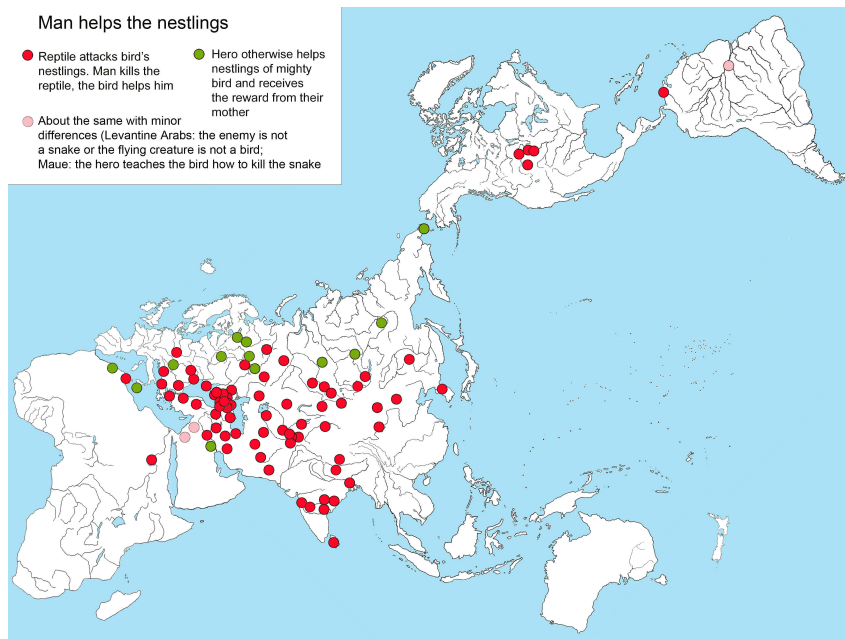 Man helps the nestlings
Reptile attacks bird's
nestlings. Man kills the
reptile, the bird helps him
Hero otherwise helps
nestlings of mighty
bird and receives
the reward from their
mother
About the same with minor
differences (Levantine Arabs: the enemy is not
a snake or the flying creature is not a bird;
Maue: the hero teaches the bird how to kill the snake